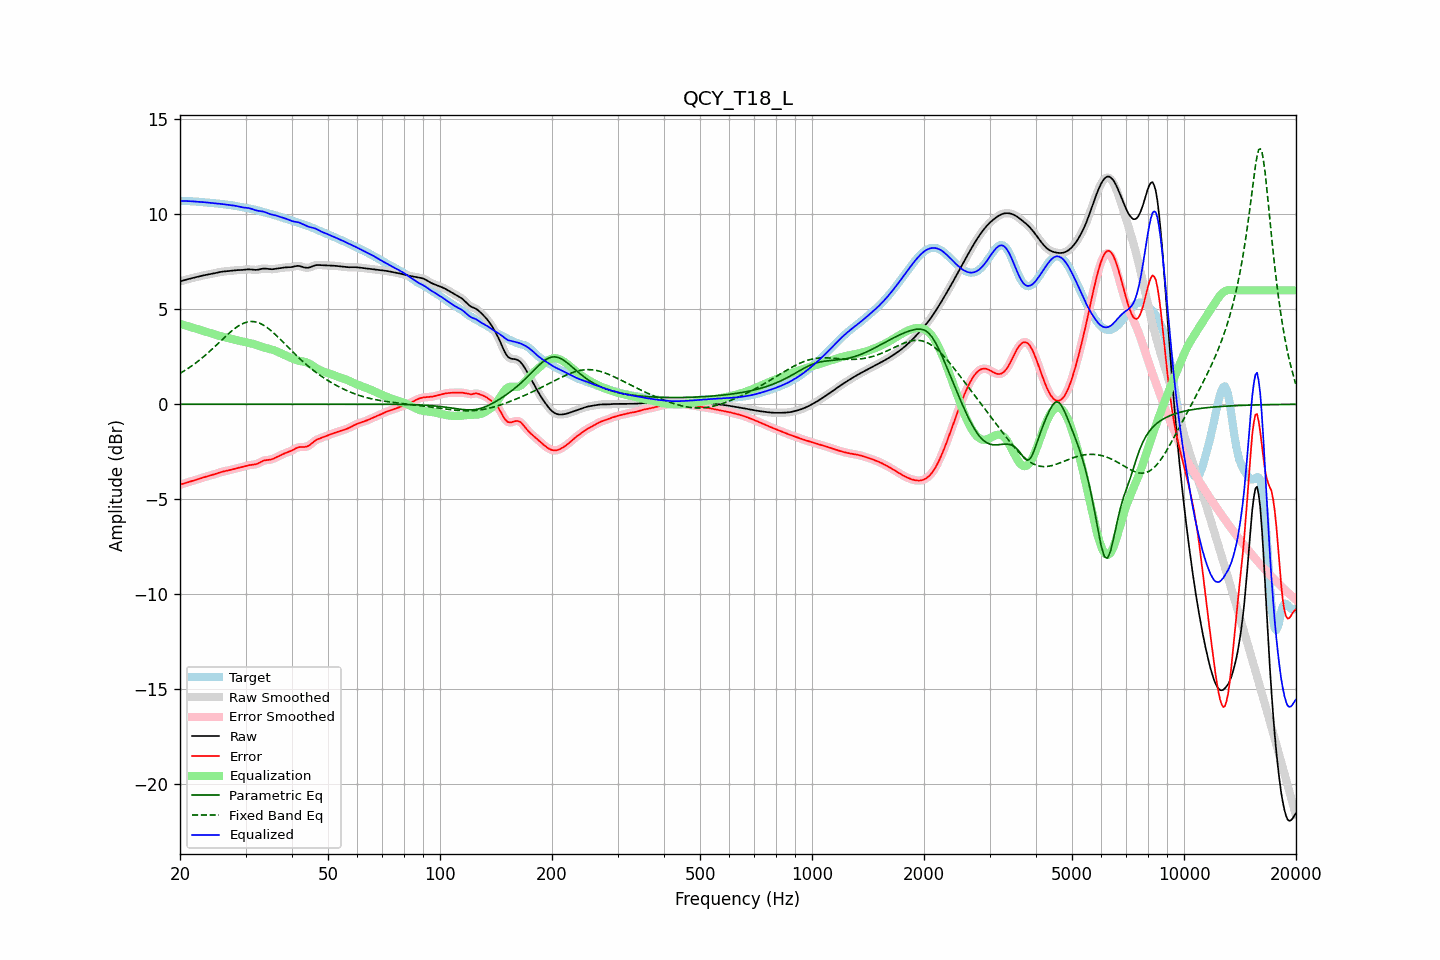 QCY_T18_L
15
10
5
0
−5
−10
−15
−20
Amplitude (dBr)
Target
Raw Smoothed
Error Smoothed
Raw
Error
Equalization
Parametric Eq
Fixed Band Eq
Equalized
20 50 100 200 500 1000 2000 5000 10000 20000
Frequency (Hz)